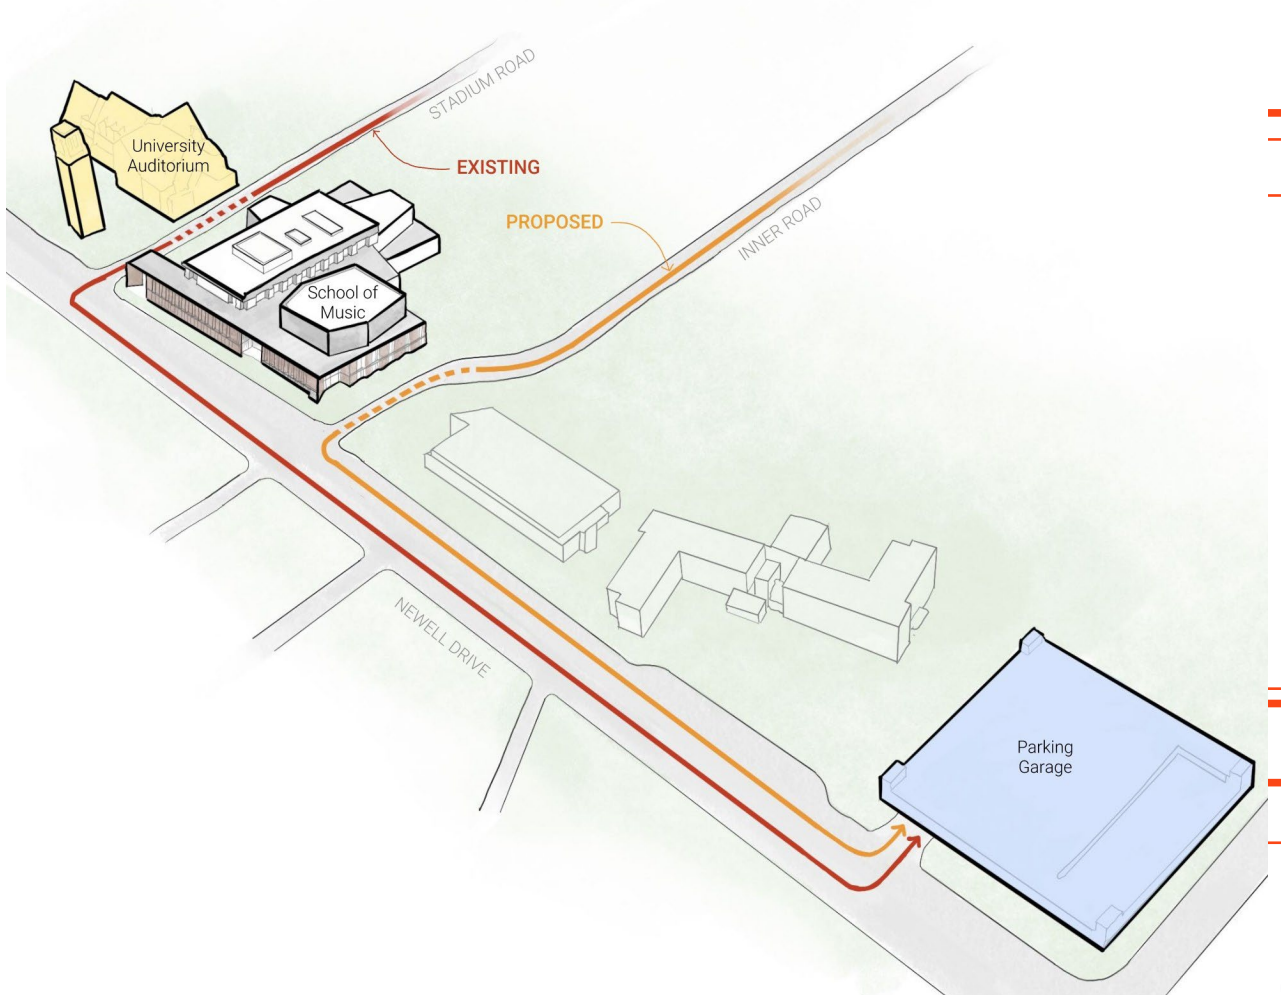 STADIUM ROAD
University
Auditorium
EXISTING
PROPOSED
INNER ROAD
School of
Music
NEWELL DRIVE
Parking
Garage